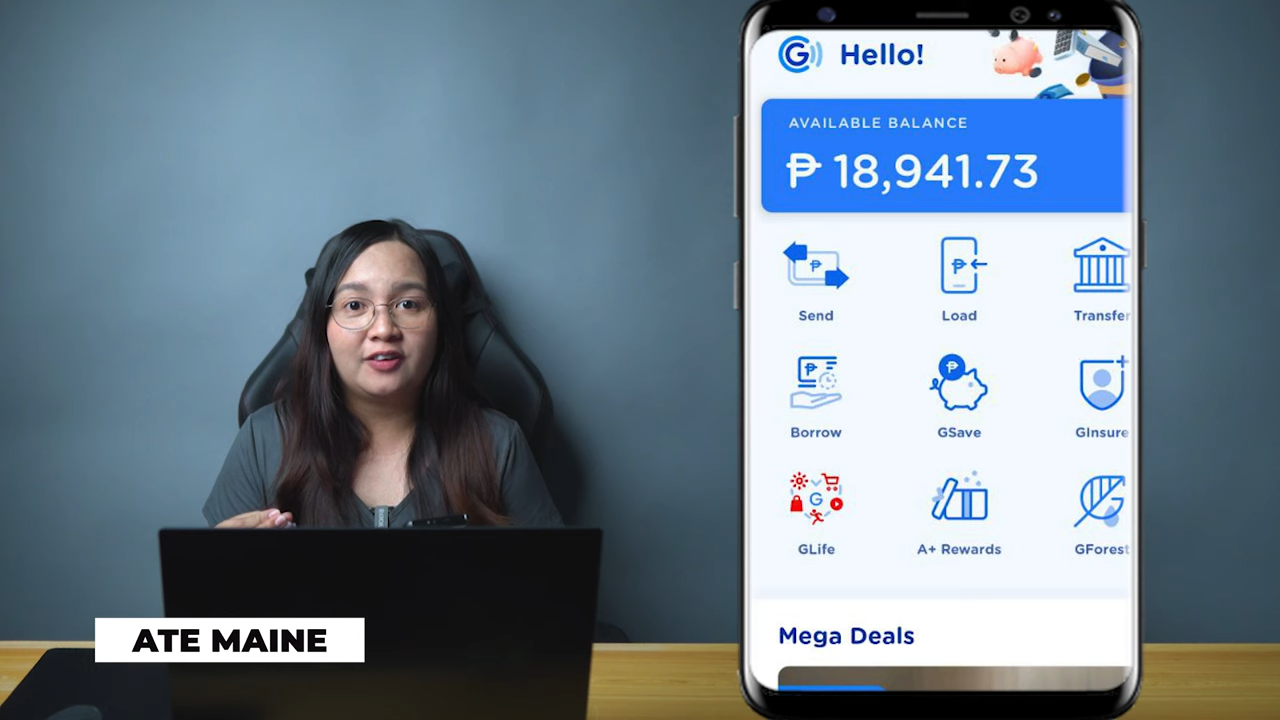 Hello!
AVAILABLE BALANCE
₱ 18,941.73
Send
Load
Transfer
Borrow
GSave
GInsure
GLife
A+ Rewards
GForest
Mega Deals
ATE MAINE